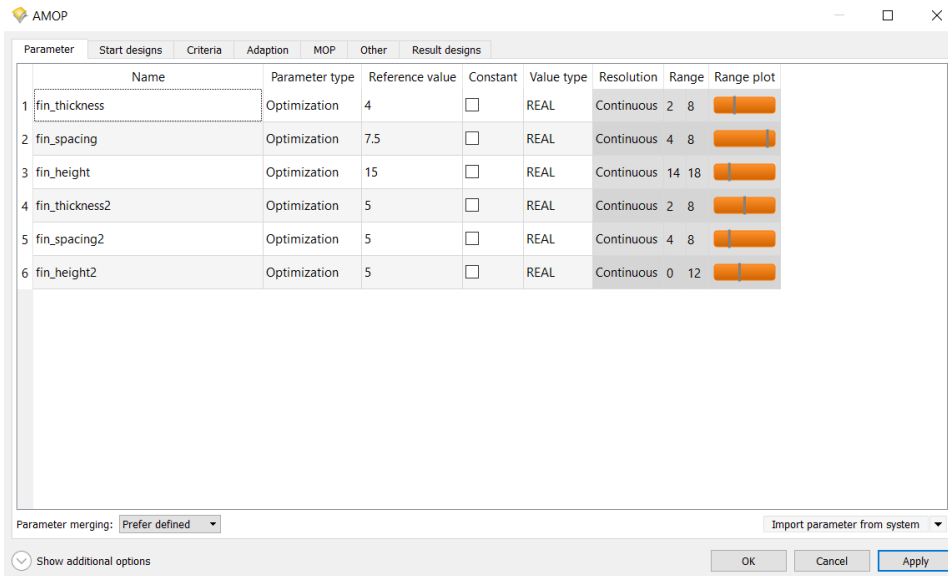 AMOP
Parameter Start designs Criteria Adaption MOP Other Result designs
Name Parameter type Reference value Constant Value type Resolution Range Range plot
1 fin_thickness Optimization 4 REAL Continuous 2 8
2 fin_spacing Optimization 7.5 REAL Continuous 4 8
3 fin_height Optimization 15 REAL Continuous 14 18
4 fin_thickness2 Optimization 5 REAL Continuous 2 8
5 fin_spacing2 Optimization 5 REAL Continuous 4 8
6 fin_height2 Optimization 5 REAL Continuous 0 12
Parameter merging: Prefer defined Import parameter from system
Show additional options OK Cancel Apply